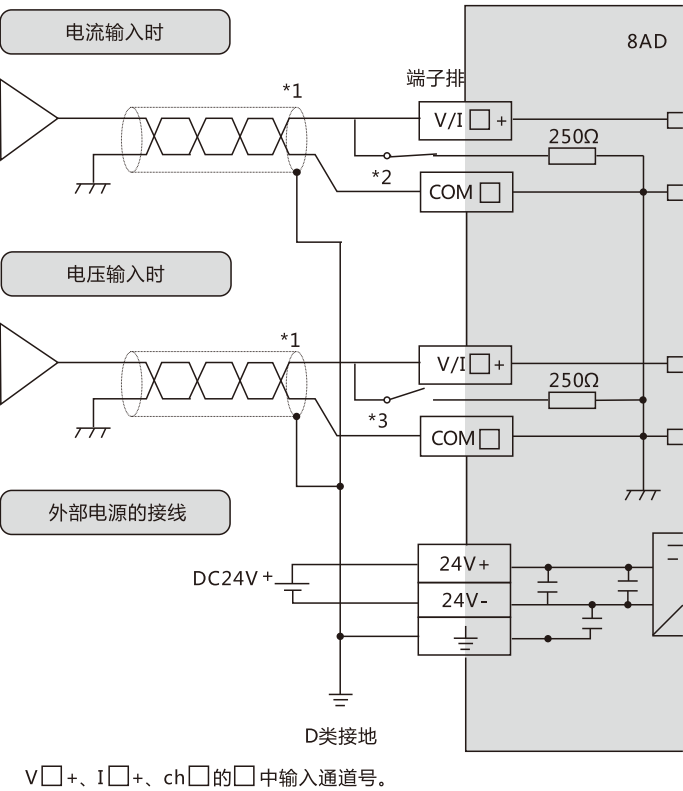 电流输入时
8AD
端子排
*1
V/I□+
250Ω
*2
COM□
电压输入时
*1
V/I□+
250Ω
*3
COM□
外部电源的接线
24V+
DC24V+
24V-
D类接地
V□+、I□+、ch□的□中输入通道号。